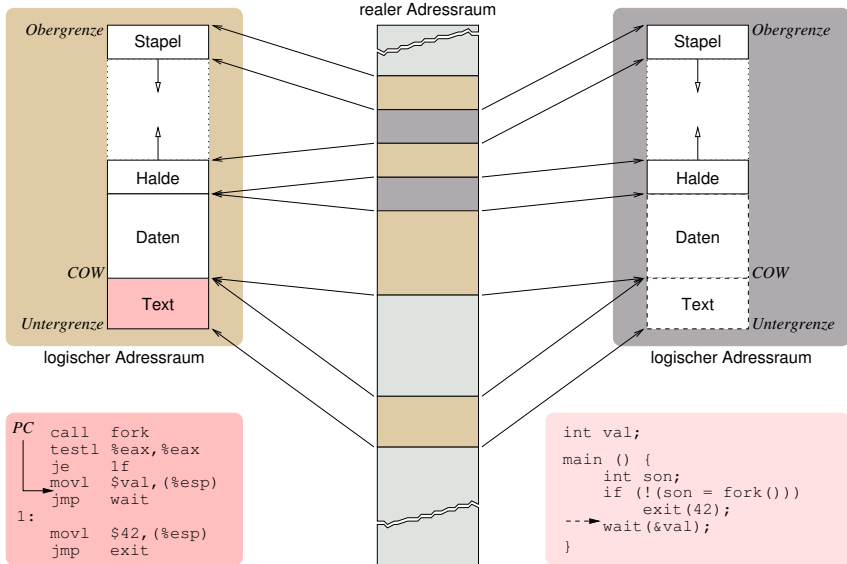 realer Adressraum
Obergrenze
Stapel
Halde
Daten
COW
Text
Untergrenze
logischer Adressraum
Stapel
Obergrenze
Halde
Daten
COW
Text
Untergrenze
logischer Adressraum
PC
call fork
testl %eax,%eax
je 1f
movl $val,(%esp)
jmp wait
1:
movl $42,(%esp)
jmp exit
int val;
main () {
int son;
if (!(son = fork()))
exit(42);
wait(&val);
}